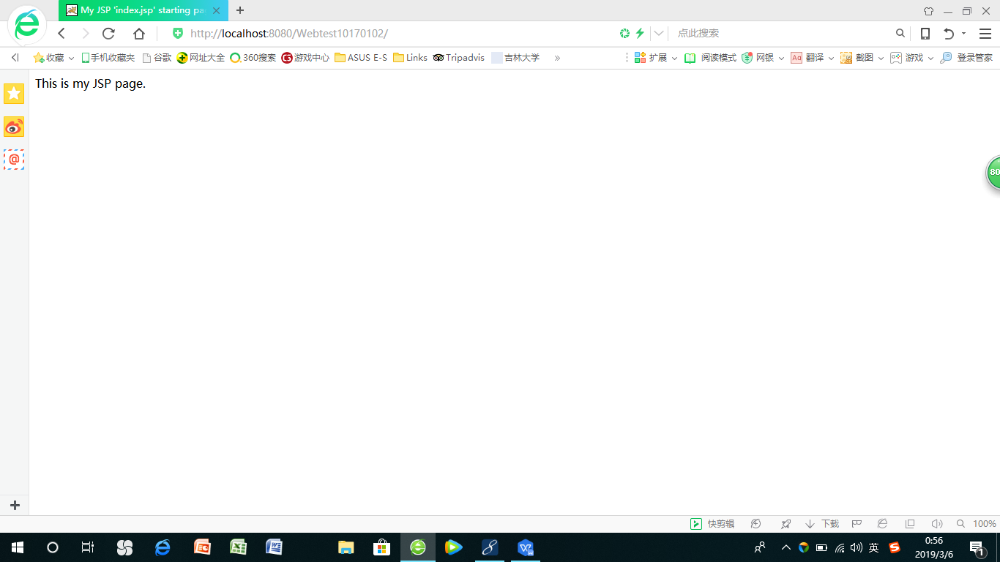 My JSP 'index.jsp' starting pa
http://localhost:8080/Webtest10170102/
点此搜索
收藏 手机收藏夹 谷歌 网址大全 360搜索 游戏中心 ASUS E-S Links Tripadvis 吉林大学 » 扩展 阅读模式 网银 翻译 截图 游戏 登录管家
This is my JSP page.
80
快剪辑 下载 100%
英
0:56
2019/3/6
1